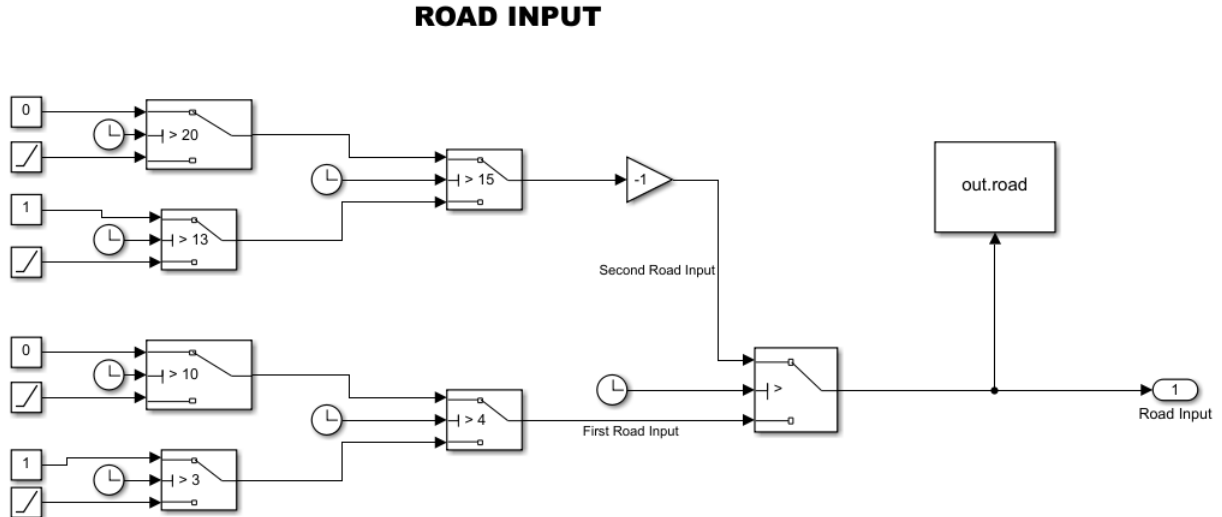 ROAD INPUT
0
> 20
1
> 13
> 15
-1
out.road
Second Road Input
0
> 10
1
> 3
> 4
First Road Input
>
1
Road Input